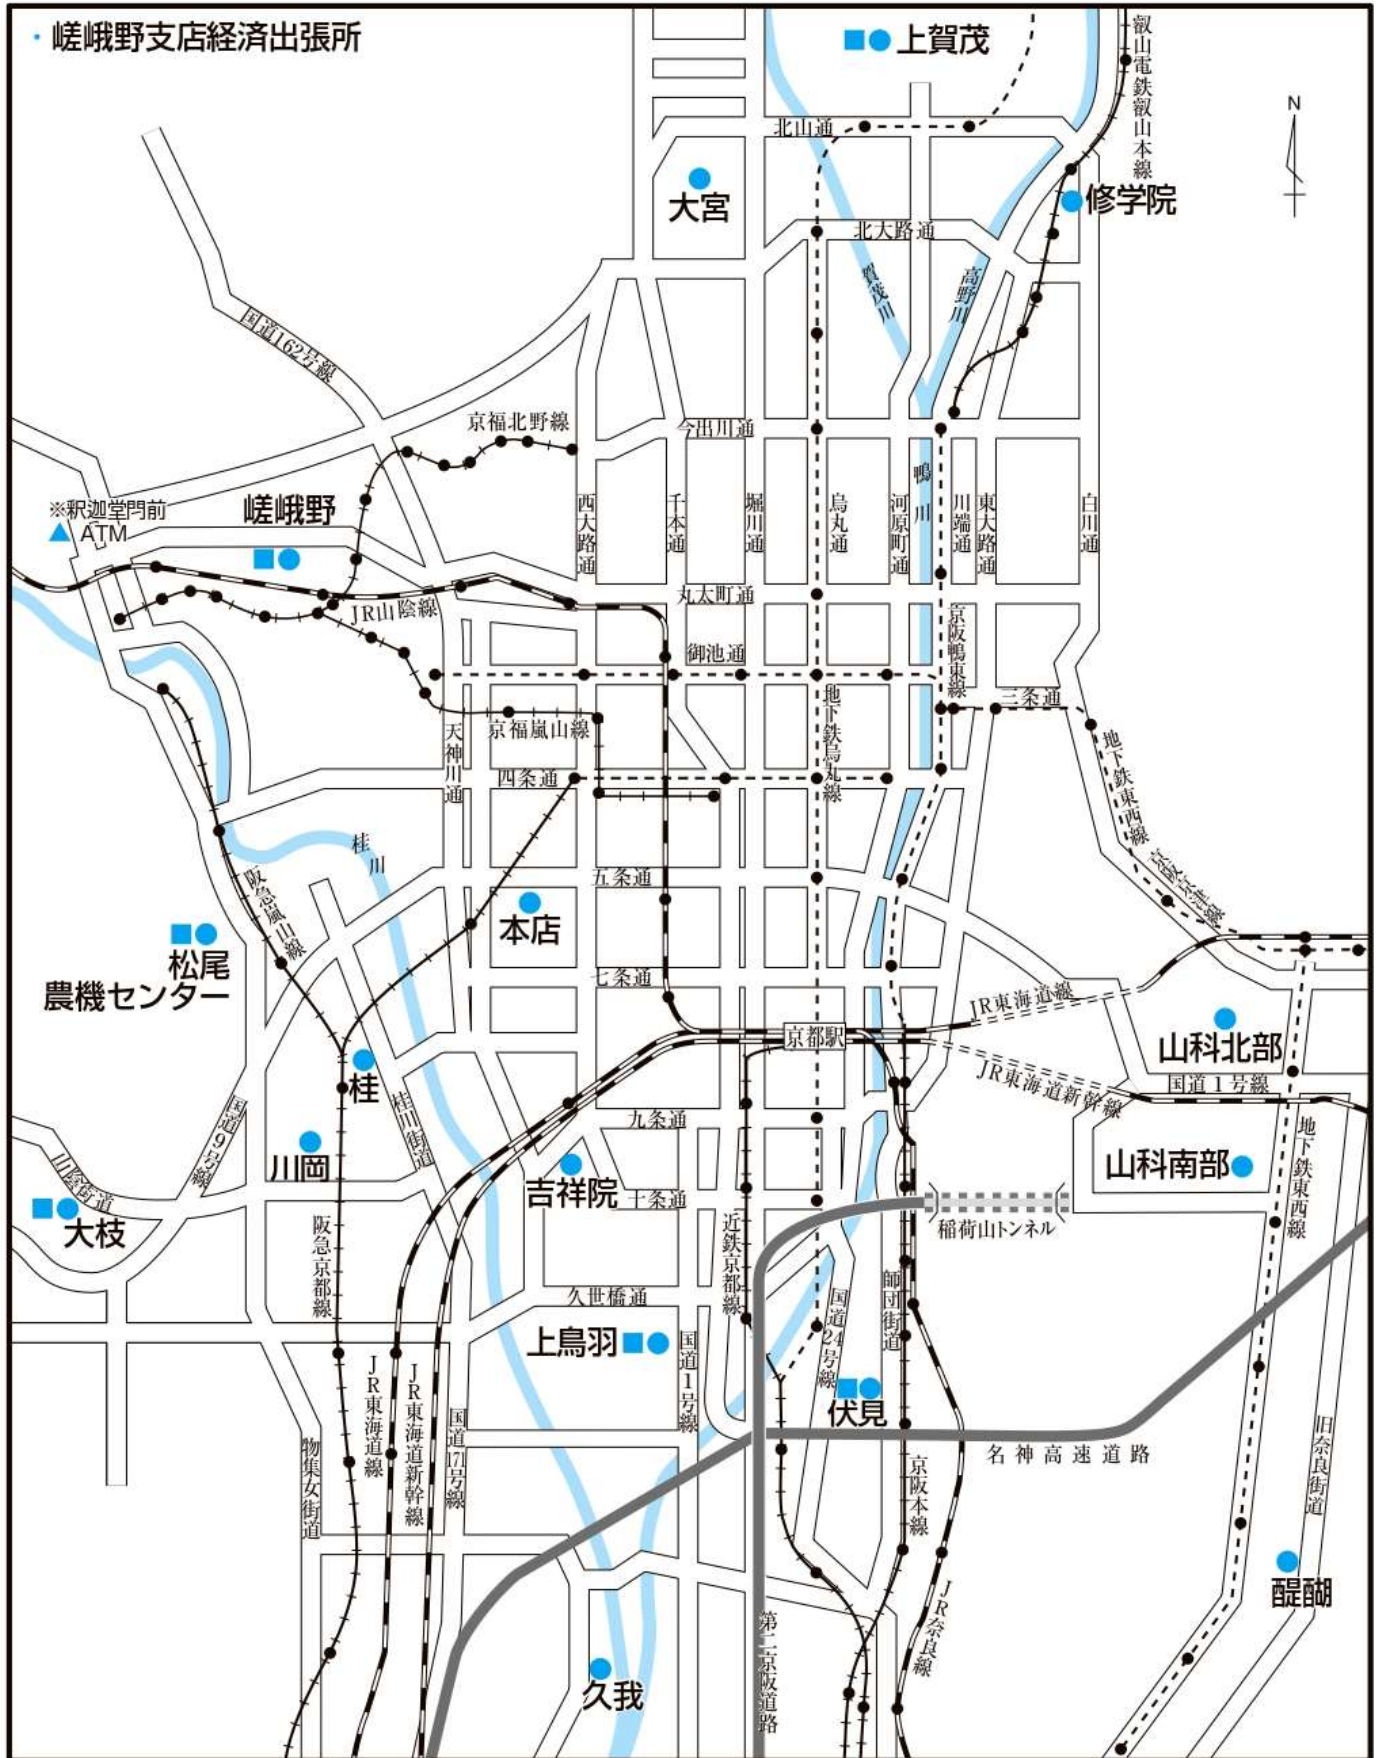 ・嵯峨野支店経済出張所
上賀茂
叡山電鉄叡山本線
N
北山通
大宮
修学院
北大路通
賀茂川
高野川
国道162号線
京福北野線
今出川通
※釈迦堂門前
ATM
嵯峨野
西大路通
千本通
堀川通
烏丸通
河原町通
鴨川
川端通
東大路通
白川通
JR山陰線
丸太町通
京阪鴨東線
御池通
三条通
地下鉄烏丸線
京福嵐山線
天神川通
四条通
地下鉄東西線
京阪京津線
桂川
阪急嵐山線
五条通
本店
松尾
農機センター
七条通
JR東海道線
京都駅
山科北部
国道1号線
JR東海道新幹線
桂
桂川街道
国道9号線
九条通
川岡
山陰街道
大枝
吉祥院
十条通
山科南部
地下鉄東西線
稲荷山トンネル
阪急京都線
近鉄京都線
師団街道
国道24号線
久世橋通
上鳥羽
国道1号線
JR東海道線
JR東海道新幹線
国道171号線
伏見
名神高速道路
旧奈良街道
物集女街道
京阪本線
醍醐
JR奈良線
第二京阪道路
久我